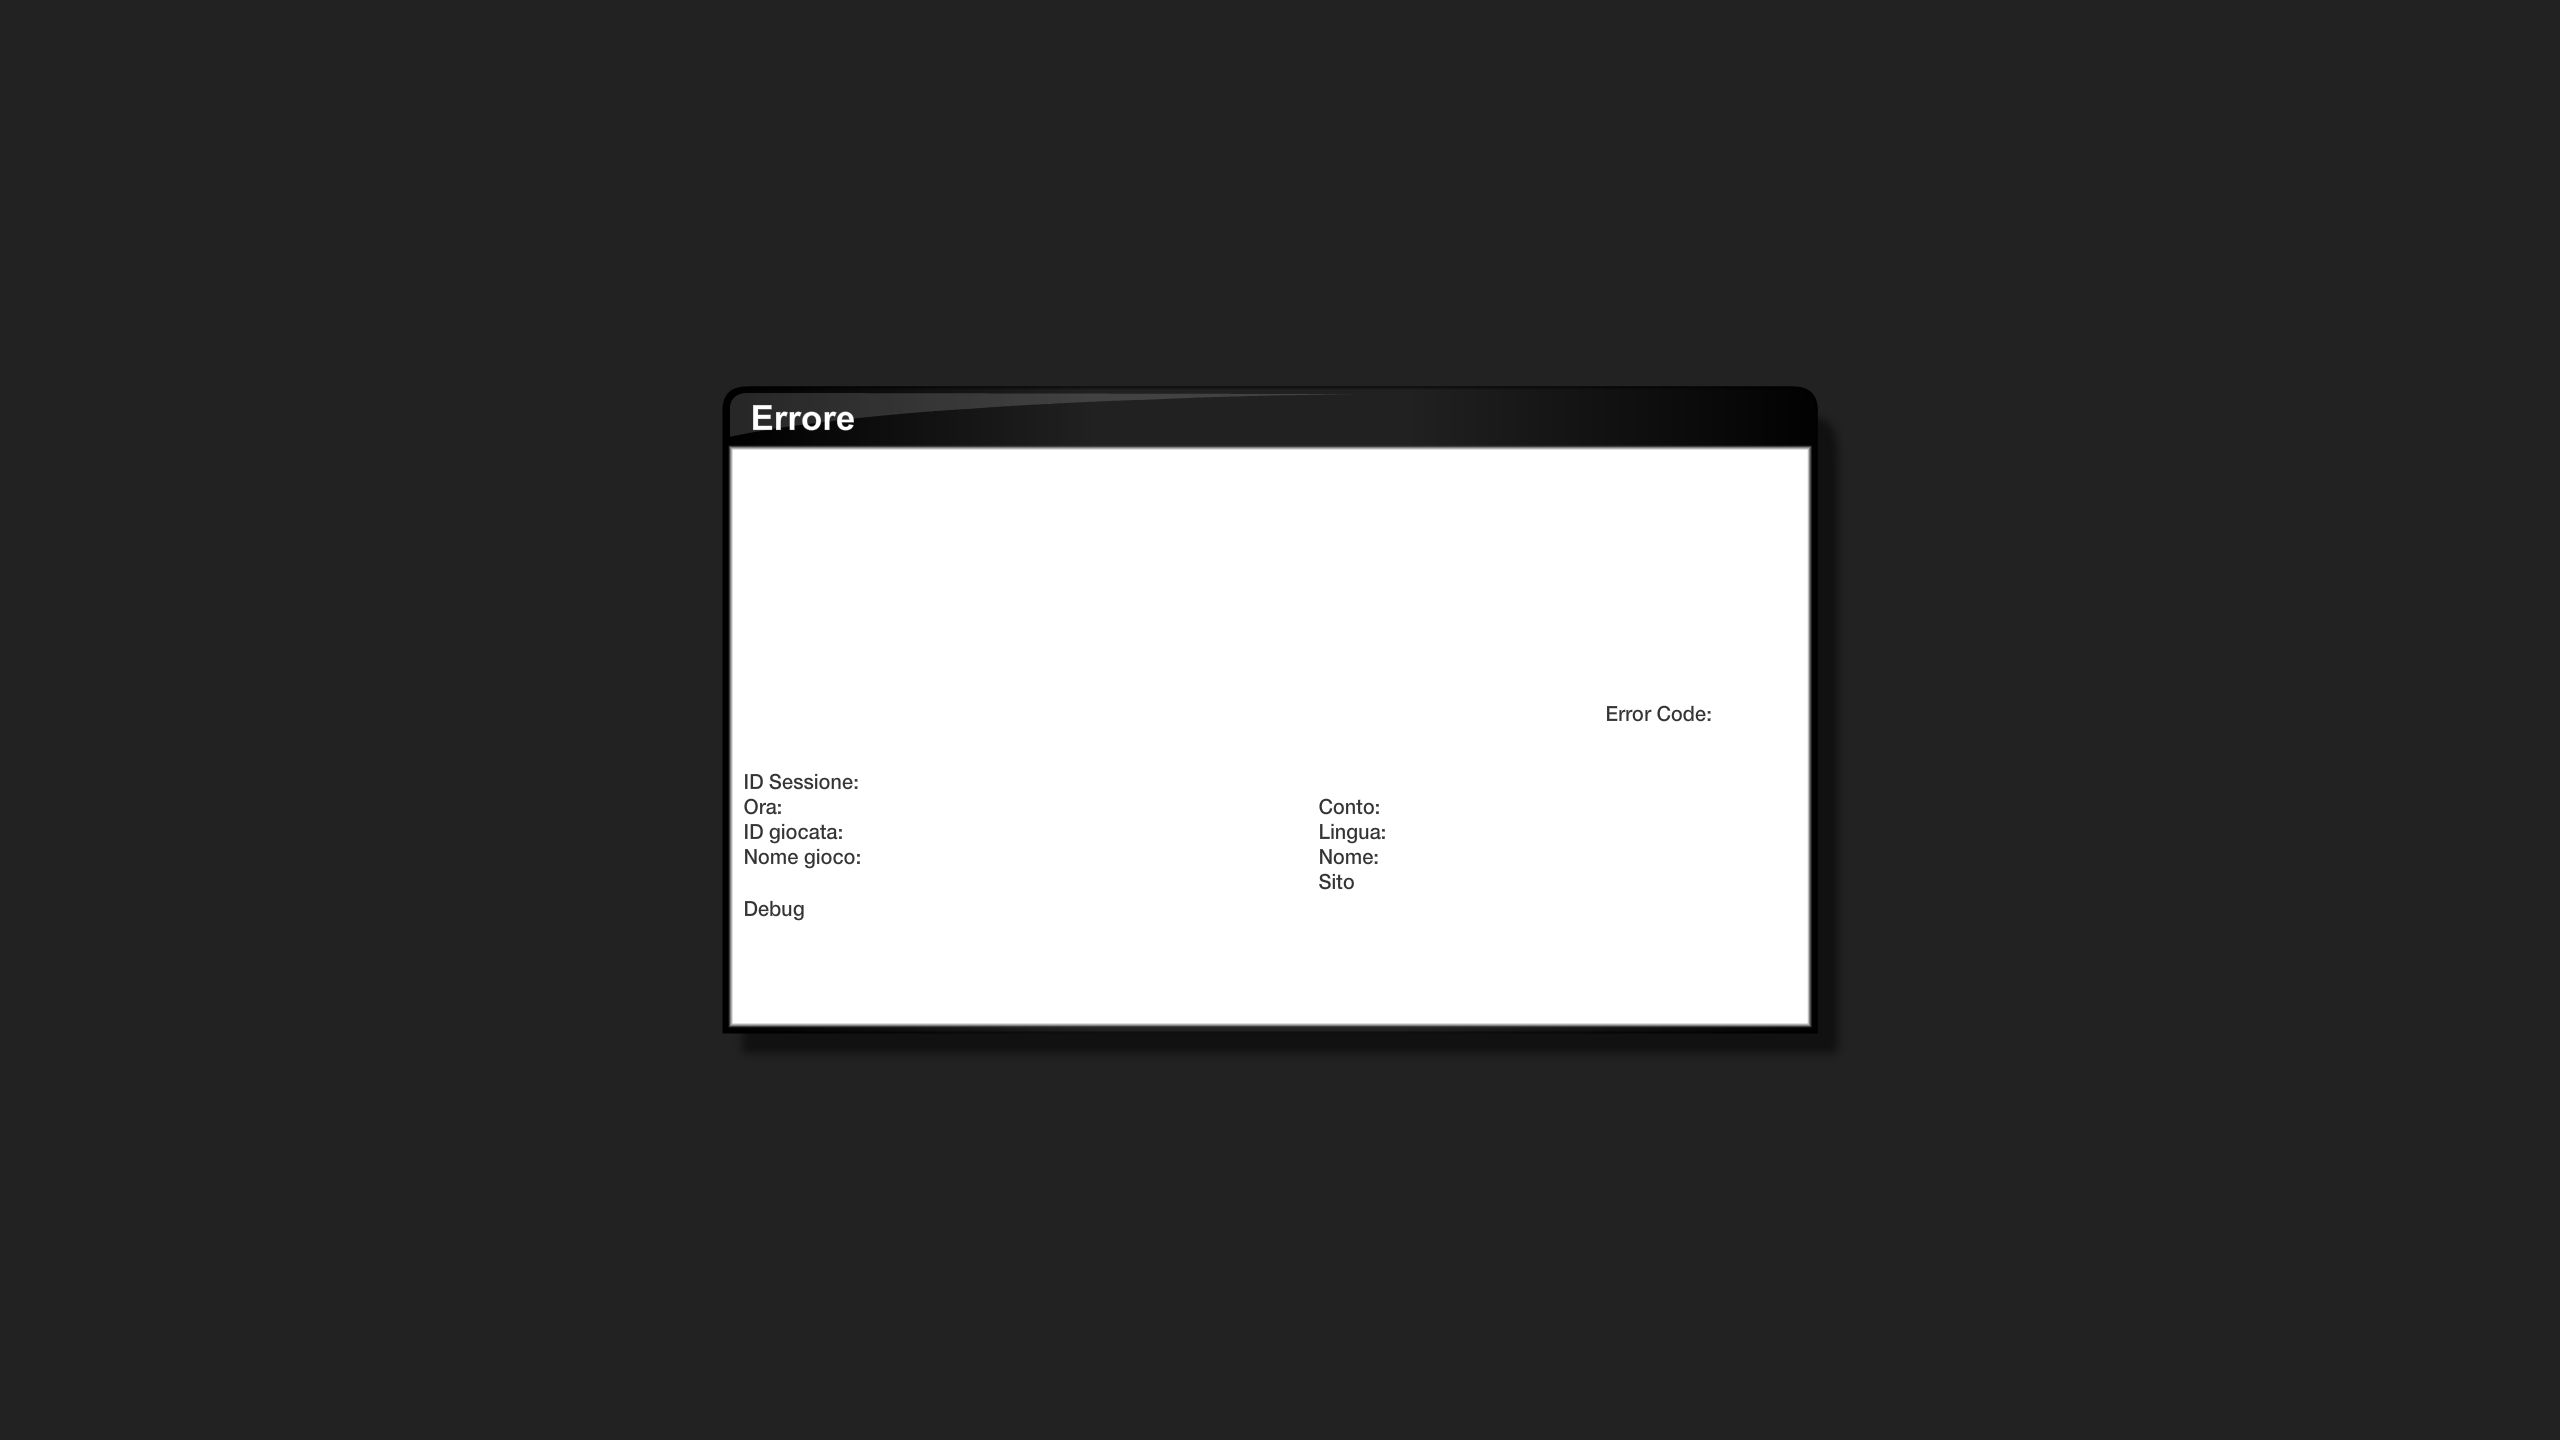 Errore
Error Code:
ID Sessione:
Ora:
Conto:
ID giocata:
Lingua:
Nome gioco:
Nome:
Sito
Debug